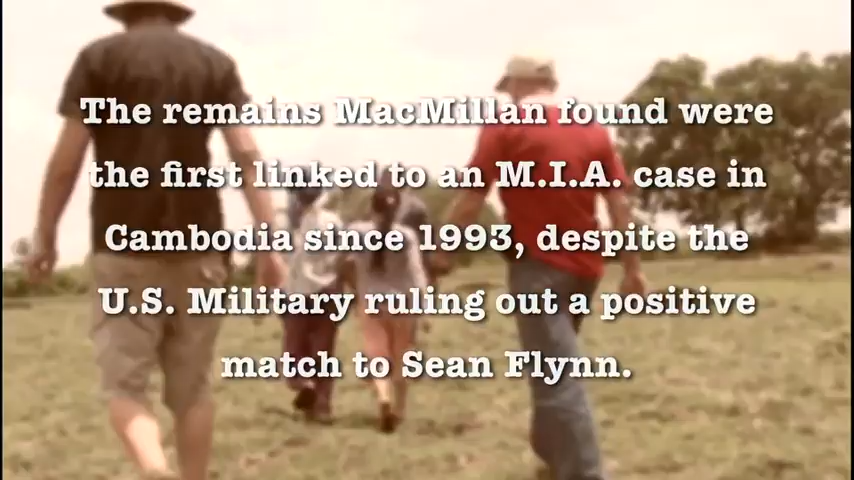 The remains MacMillan found were
the first linked to an M.I.A. case in
Cambodia since 1993, despite the
U.S. Military ruling out a positive
match to Sean Flynn.